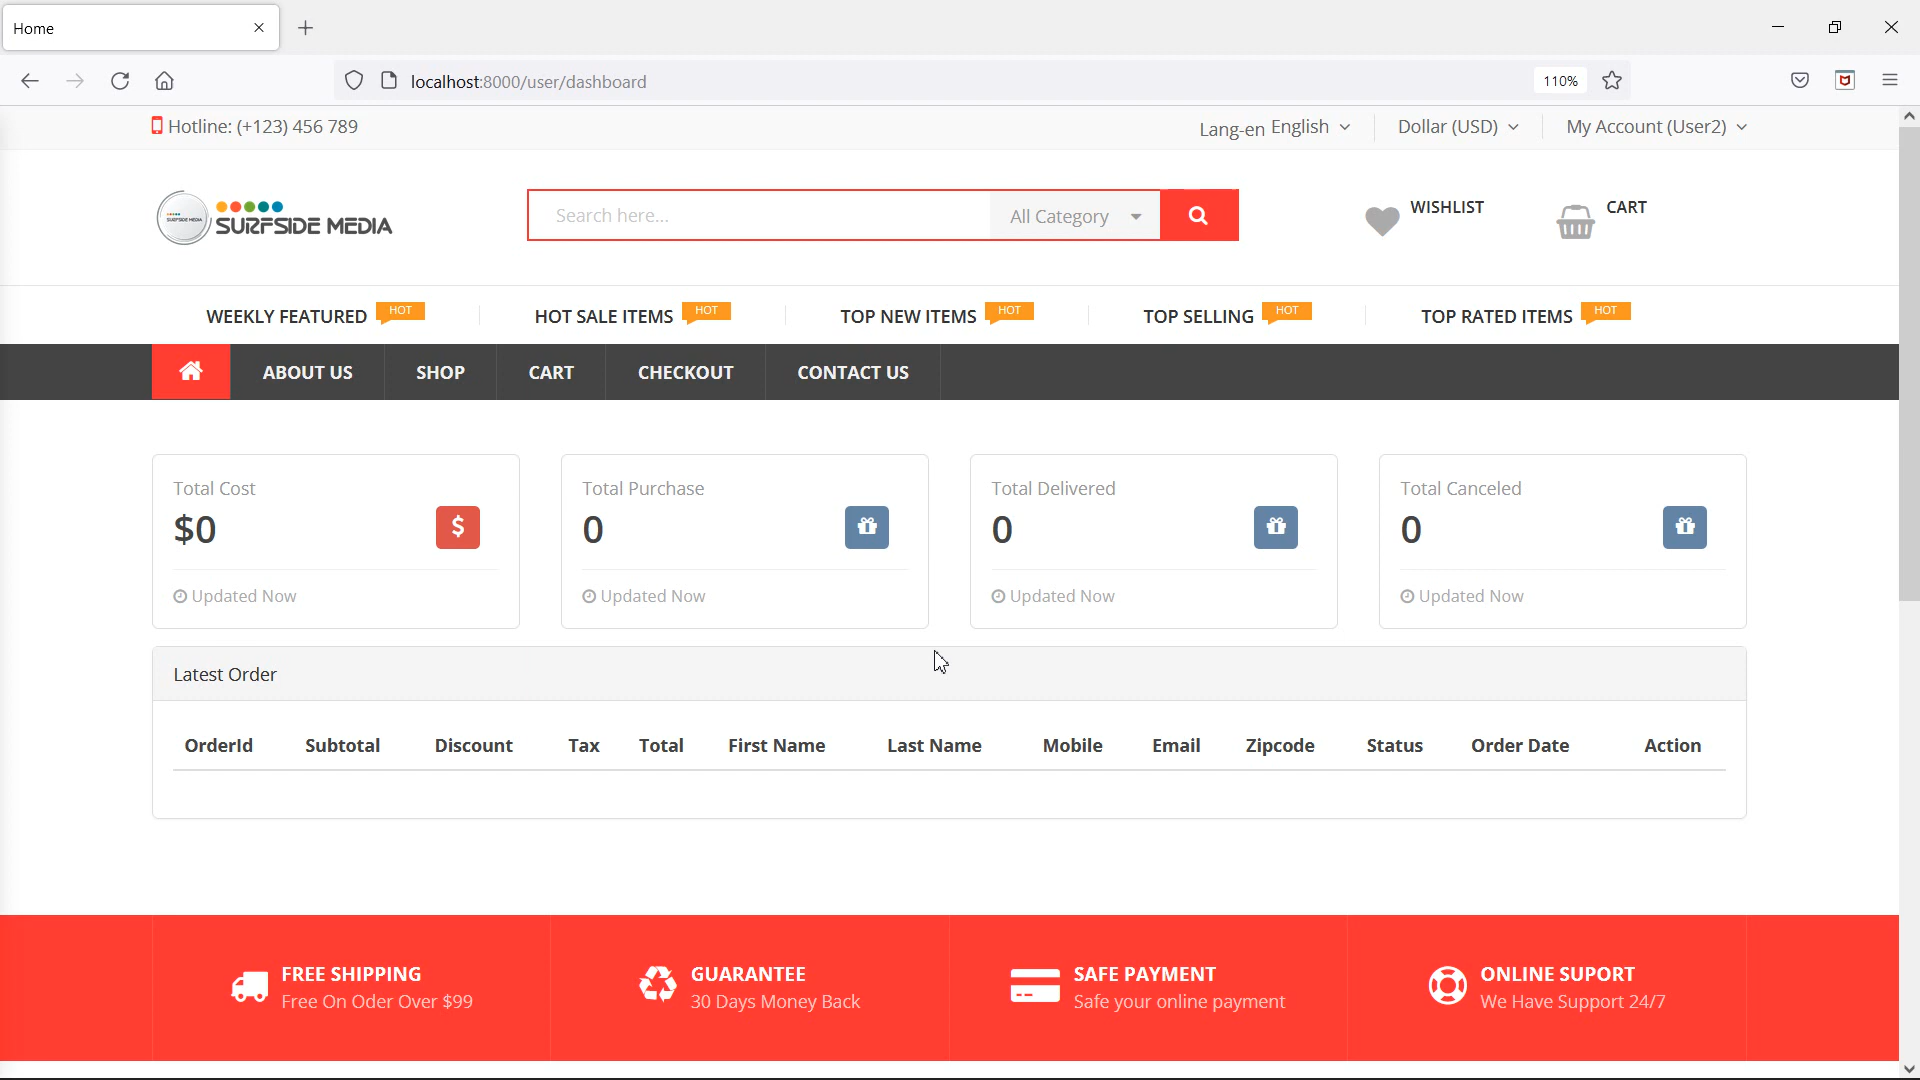 Home
localhost:8000/user/dashboard
110%
Hotline: (+123) 456 789
Lang-en English
Dollar (USD)
My Account (User2)
SURFSIDE MEDIA
Search here...
All Category
WISHLIST
CART
WEEKLY FEATURED HOT
HOT SALE ITEMS HOT
TOP NEW ITEMS HOT
TOP SELLING HOT
TOP RATED ITEMS HOT
ABOUT US
SHOP
CART
CHECKOUT
CONTACT US
Total Cost
$0
$
Updated Now
Total Purchase
0
Updated Now
Total Delivered
0
Updated Now
Total Canceled
0
Updated Now
Latest Order
OrderId Subtotal Discount Tax Total First Name Last Name Mobile Email Zipcode Status Order Date Action
FREE SHIPPING
Free On Oder Over $99
GUARANTEE
30 Days Money Back
SAFE PAYMENT
Safe your online payment
ONLINE SUPORT
We Have Support 24/7